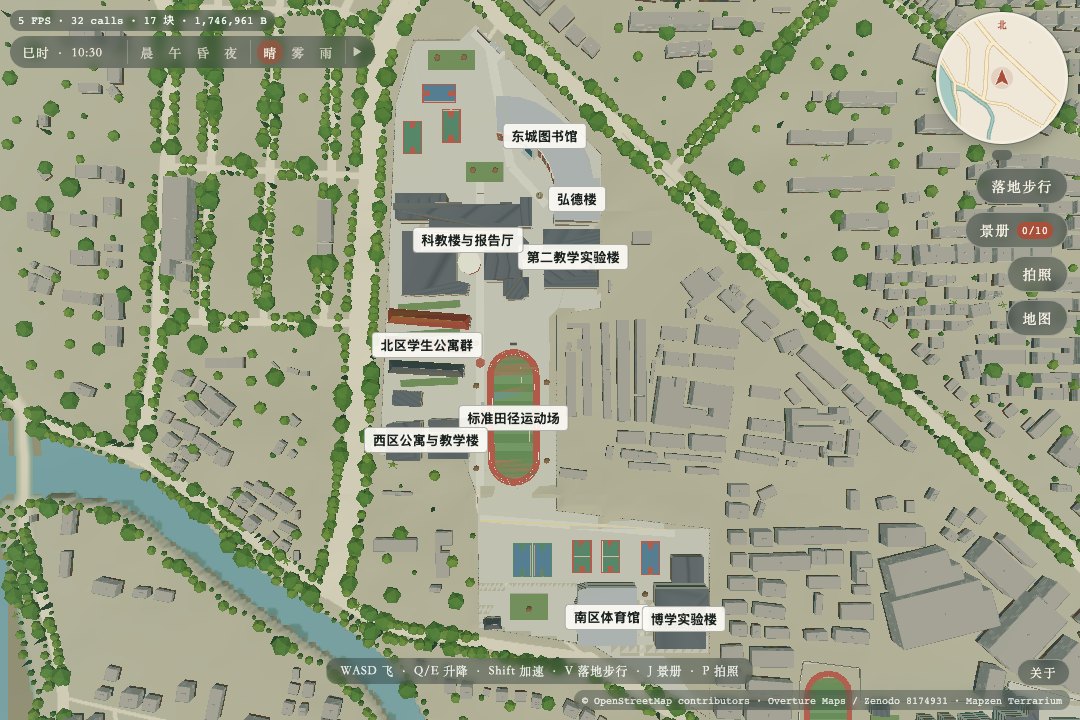 5 FPS · 32 calls · 17 块 · 1,746,961 B
巳时 · 10:30 晨 午 昏 夜 晴 雾 雨
北
东城图书馆
落地步行
弘德楼
景册 0/10
科教楼与报告厅
第二教学实验楼
拍照
地图
北区学生公寓群
标准田径运动场
西区公寓与教学楼
南区体育馆
博学实验楼
WASD 飞 · Q/E 升降 · Shift 加速 · V 落地步行 · J 景册 · P 拍照
关于
© OpenStreetMap contributors · Overture Maps / Zenodo 8174931 · Mapzen Terrarium